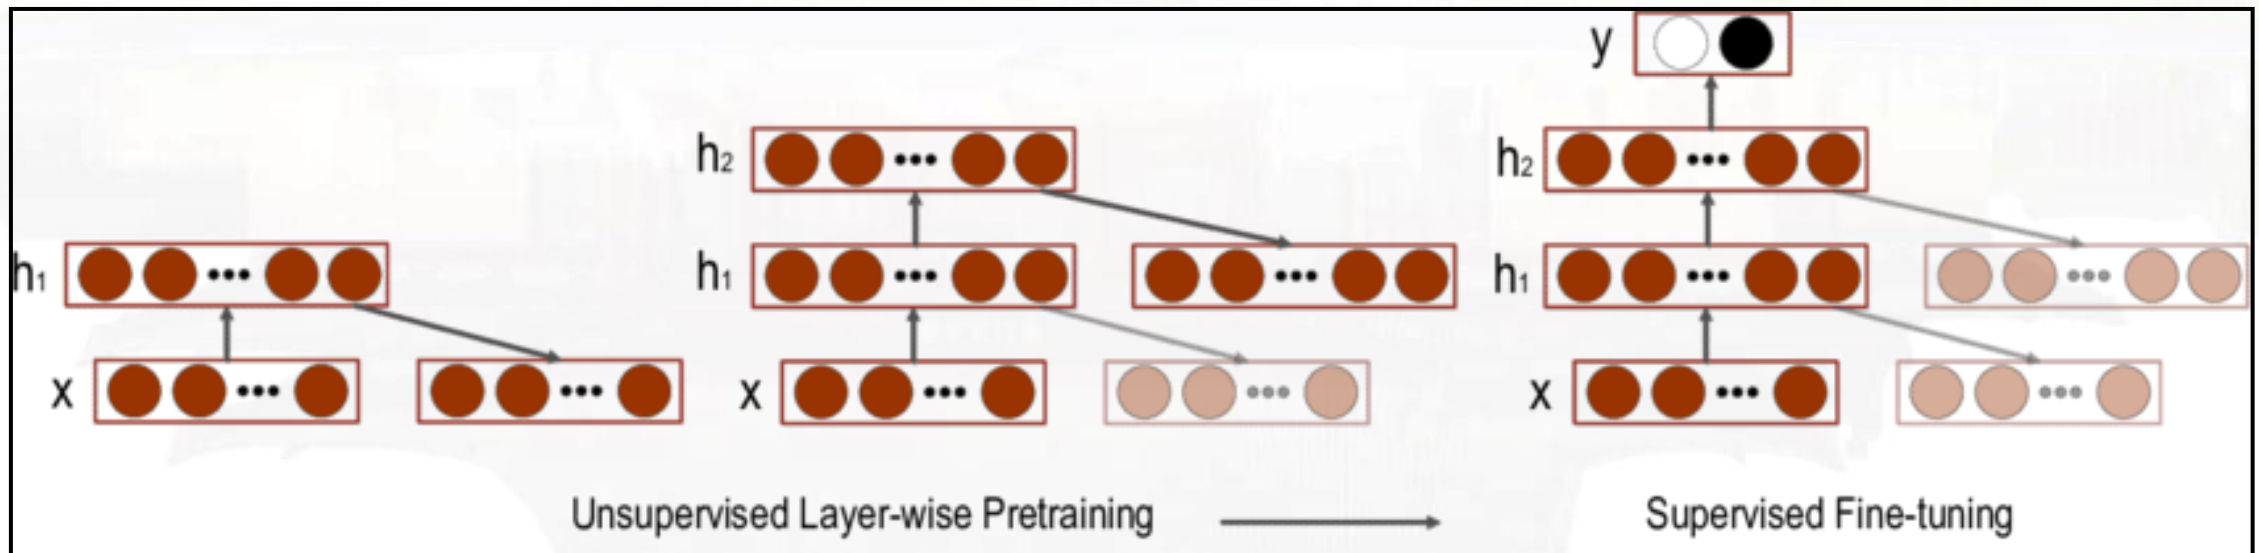 y
h₂
h₂
h₁
h₁
h₁
x
x
x
Unsupervised Layer-wise Pretraining
Supervised Fine-tuning